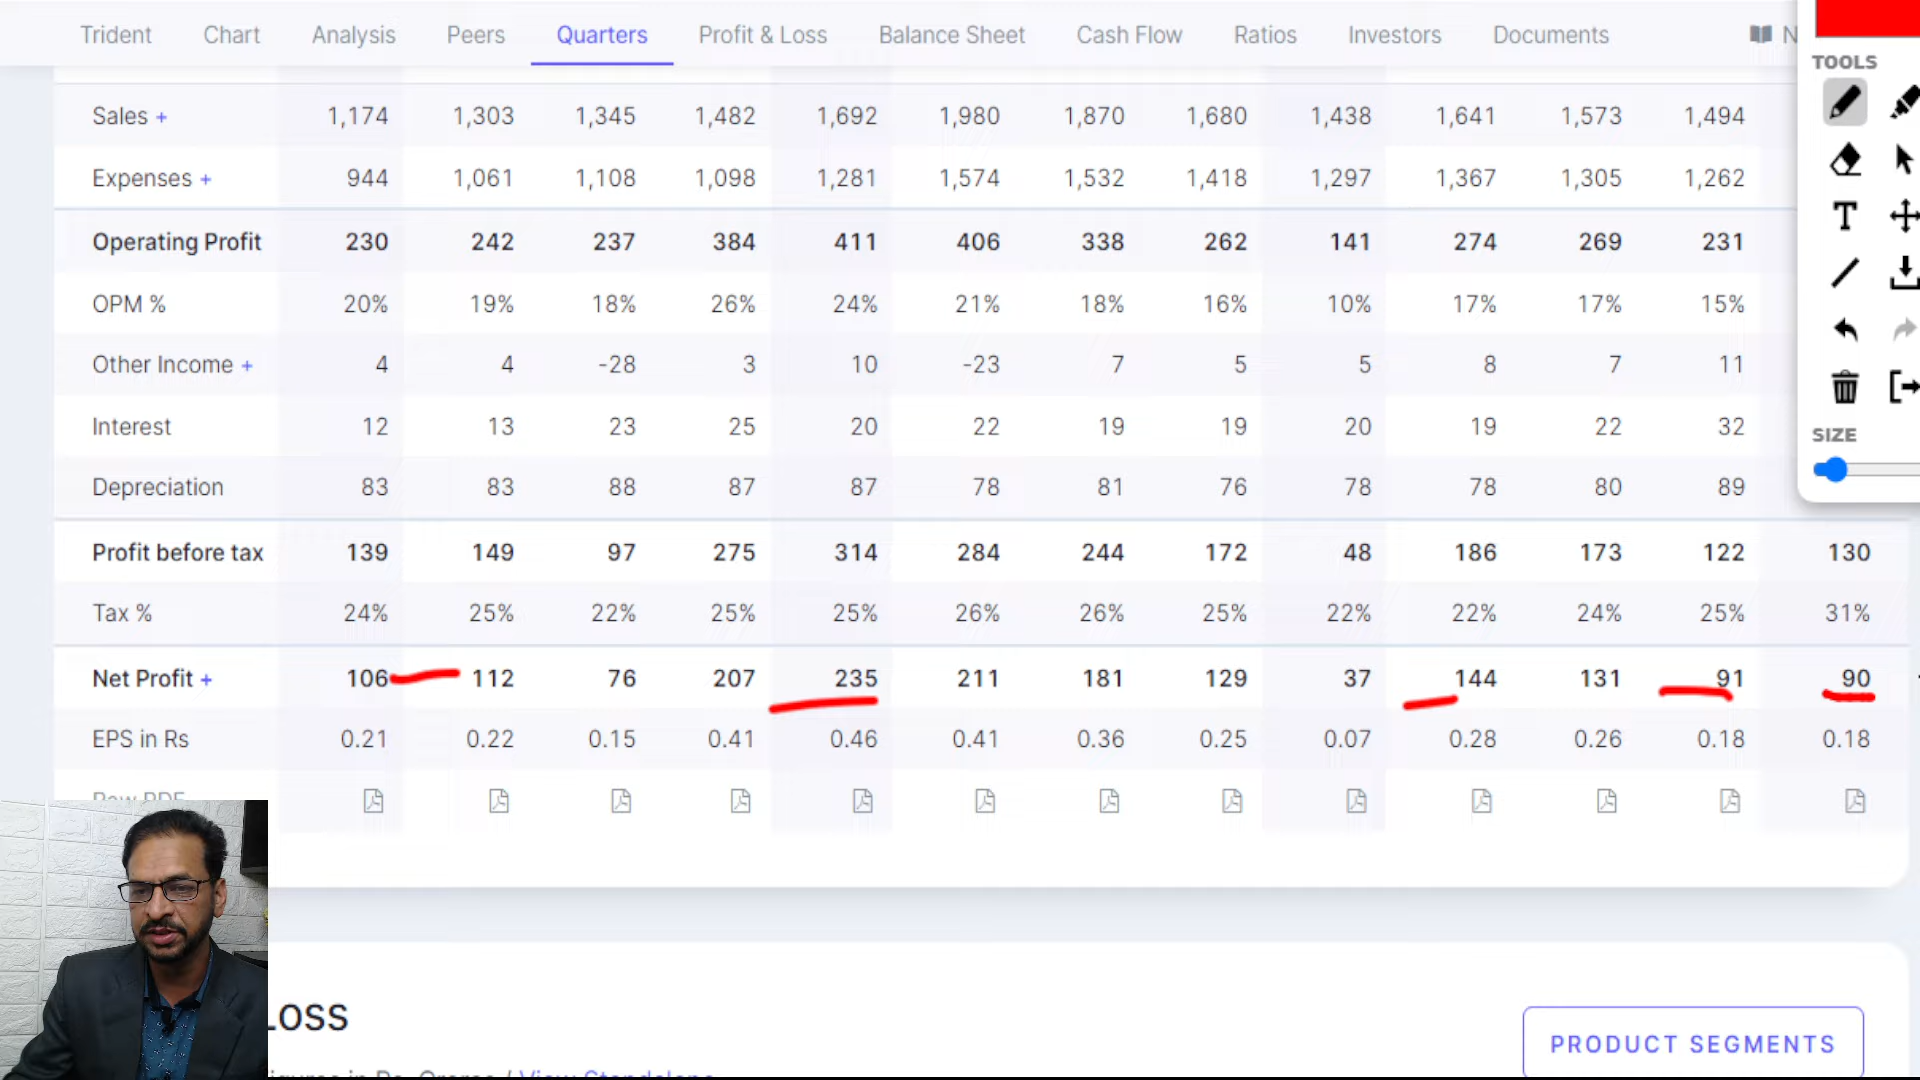 Trident Chart Analysis Peers Quarters Profit & Loss Balance Sheet Cash Flow Ratios Investors Documents N
TOOLS
Sales + 1,174 1,303 1,345 1,482 1,692 1,980 1,870 1,680 1,438 1,641 1,573 1,494
Expenses + 944 1,061 1,108 1,098 1,281 1,574 1,532 1,418 1,297 1,367 1,305 1,262
Operating Profit 230 242 237 384 411 406 338 262 141 274 269 231
OPM % 20% 19% 18% 26% 24% 21% 18% 16% 10% 17% 17% 15%
Other Income + 4 4 -28 3 10 -23 7 5 5 8 7 11
Interest 12 13 23 25 20 22 19 19 20 19 22 32
SIZE
Depreciation 83 83 88 87 87 78 81 76 78 78 80 89
Profit before tax 139 149 97 275 314 284 244 172 48 186 173 122 130
Tax % 24% 25% 22% 25% 25% 26% 26% 25% 22% 22% 24% 25% 31%
Net Profit + 106 112 76 207 235 211 181 129 37 144 131 91 90
EPS in Rs 0.21 0.22 0.15 0.41 0.46 0.41 0.36 0.25 0.07 0.28 0.26 0.18 0.18
Raw PDF
Loss
PRODUCT SEGMENTS
igures in Rs. Crores / View Standalone